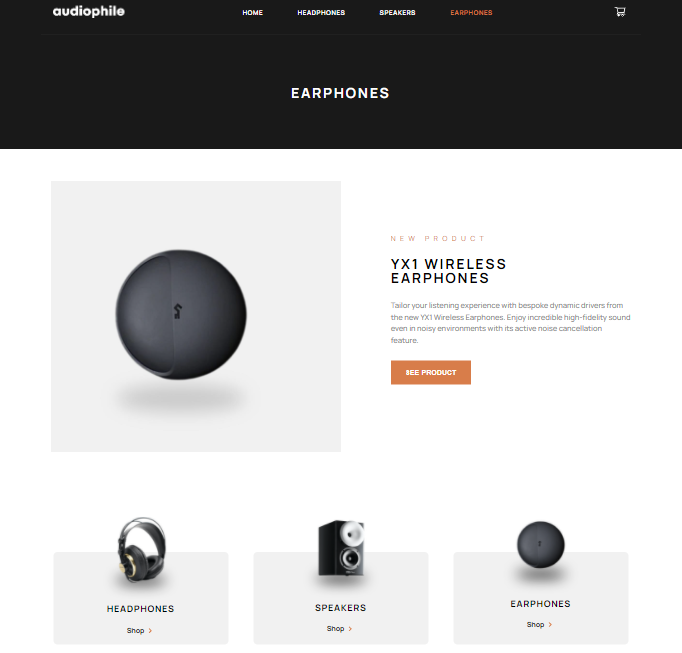 audiophile
HOME HEADPHONES SPEAKERS EARPHONES
EARPHONES
NEW PRODUCT
YX1 WIRELESS
EARPHONES
Tailor your listening experience with bespoke dynamic drivers from
the new YX1 Wireless Earphones. Enjoy incredible high-fidelity sound
even in noisy environments with its active noise cancellation
feature.
SEE PRODUCT
HEADPHONES
Shop
SPEAKERS
Shop
EARPHONES
Shop